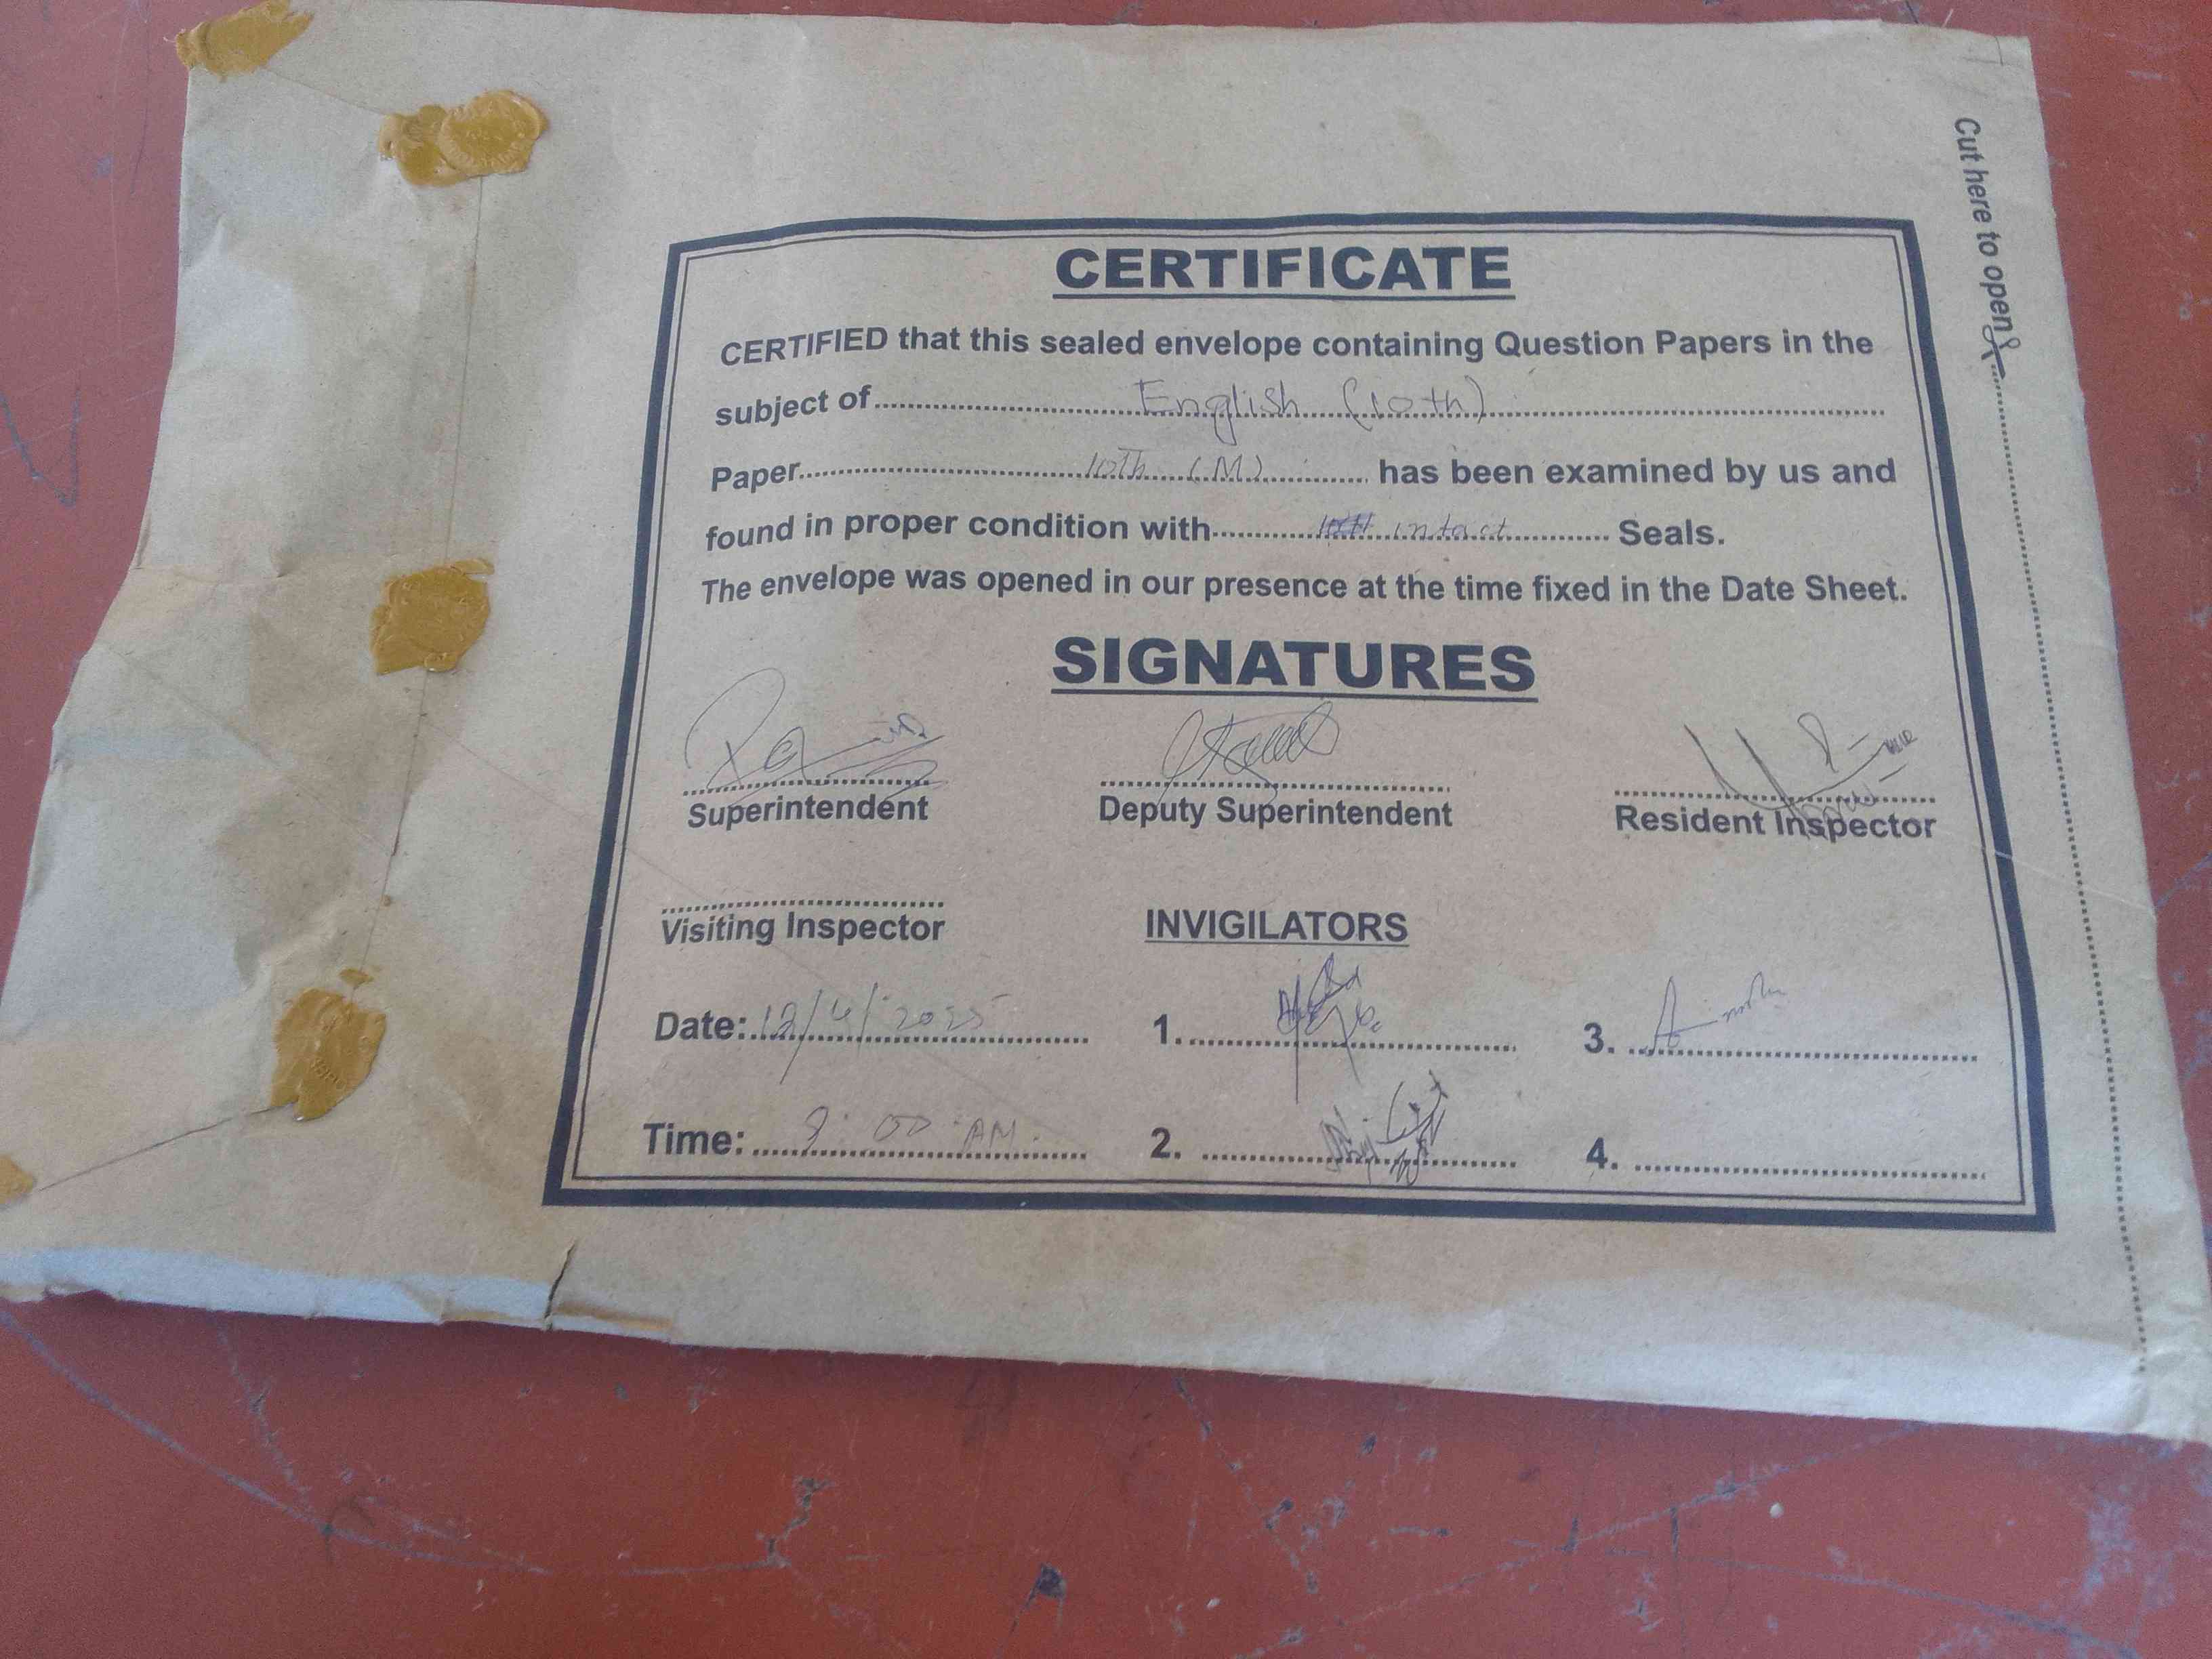 Cut here to open
CERTIFICATE
CERTIFIED that this sealed envelope containing Question Papers in the
subject of English (10th)
Paper 10th (M) has been examined by us and
found in proper condition with intact Seals.
The envelope was opened in our presence at the time fixed in the Date Sheet.
SIGNATURES
Superintendent Deputy Superintendent Resident Inspector
Visiting Inspector INVIGILATORS
Date: 12/4/2025 1. 3.
Time: 9:00 AM 2. 4.